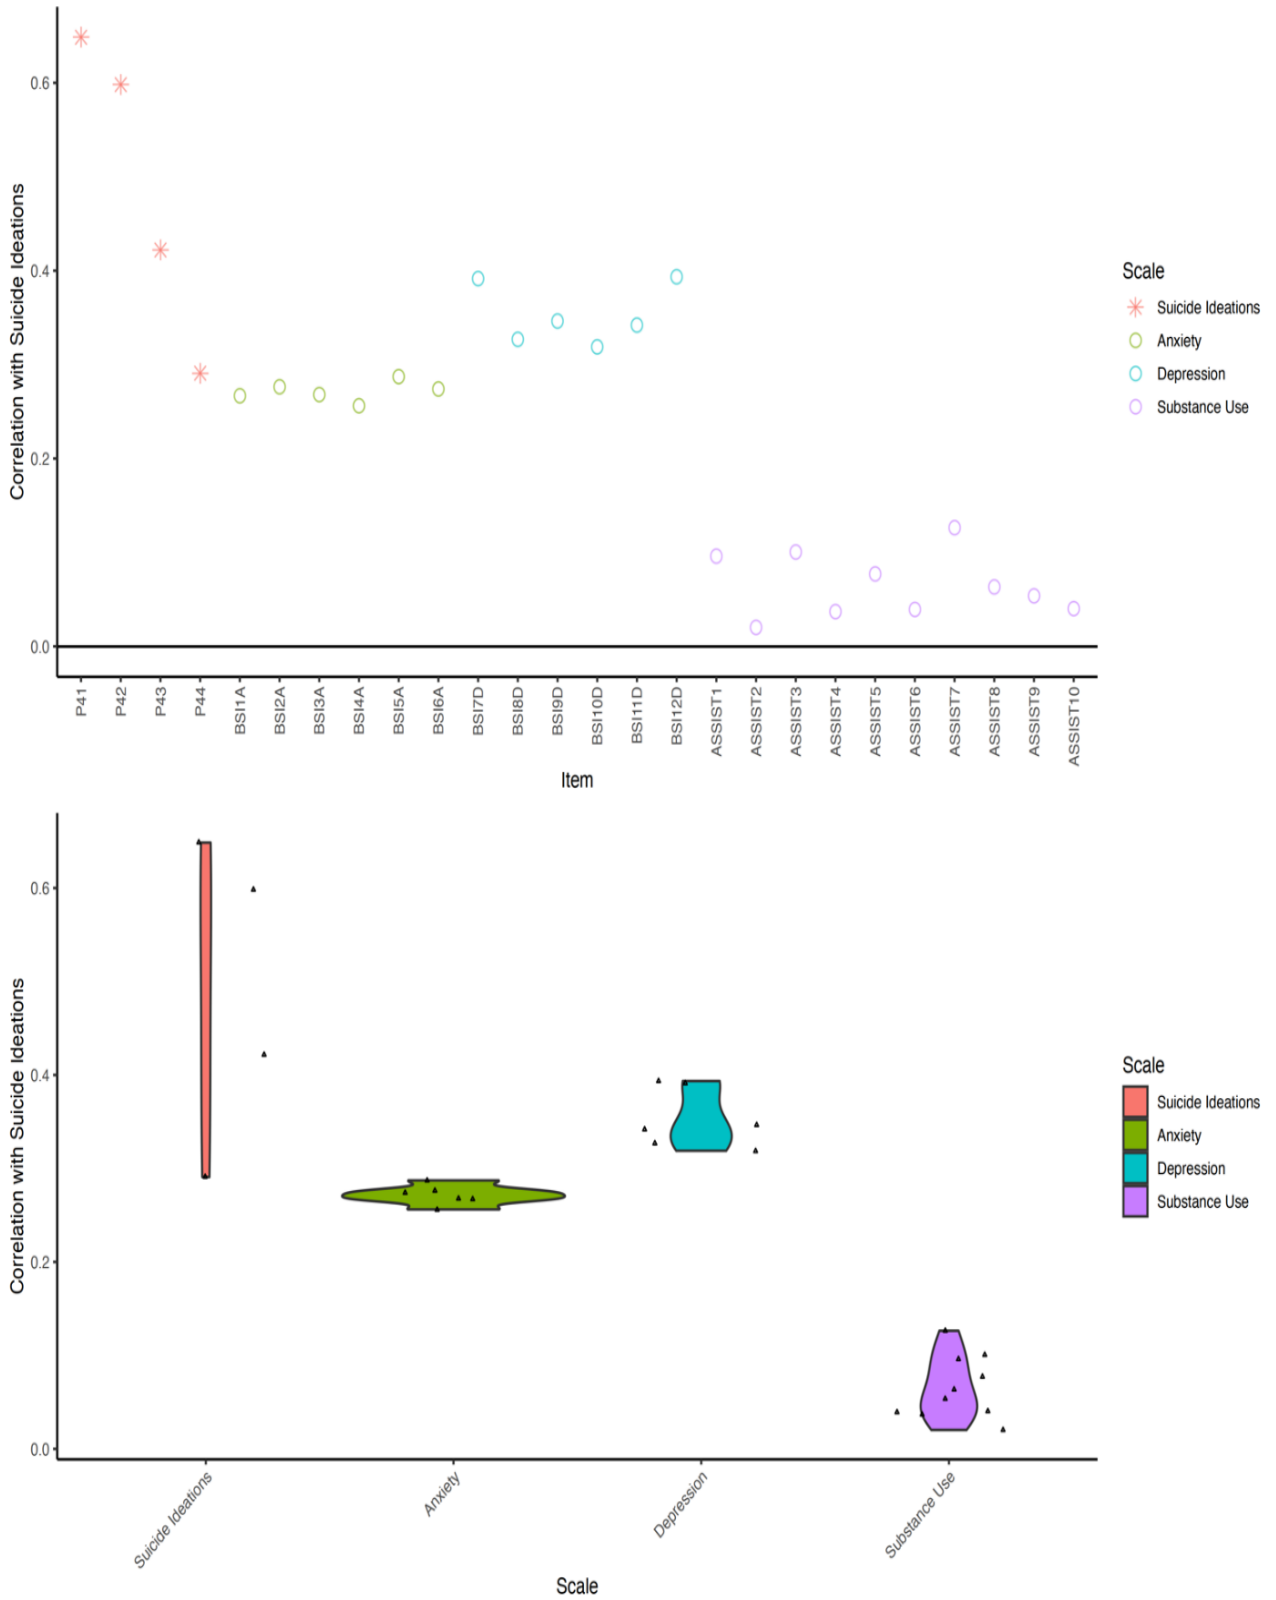 Correlation with Suicide Ideations
0.6
0.4
0.2
0.0
P41
P42
P43
P44
BSI1A
BSI2A
BSI3A
BSI4A
BSI5A
BSI6A
BSI7D
BSI8D
BSI9D
BSI10D
BSI11D
BSI12D
ASSIST1
ASSIST2
ASSIST3
ASSIST4
ASSIST5
ASSIST6
ASSIST7
ASSIST8
ASSIST9
ASSIST10
Item
Scale
Suicide Ideations
Anxiety
Depression
Substance Use
Correlation with Suicide Ideations
0.6
0.4
0.2
0.0
Suicide Ideations
Anxiety
Depression
Substance Use
Scale
Scale
Suicide Ideations
Anxiety
Depression
Substance Use